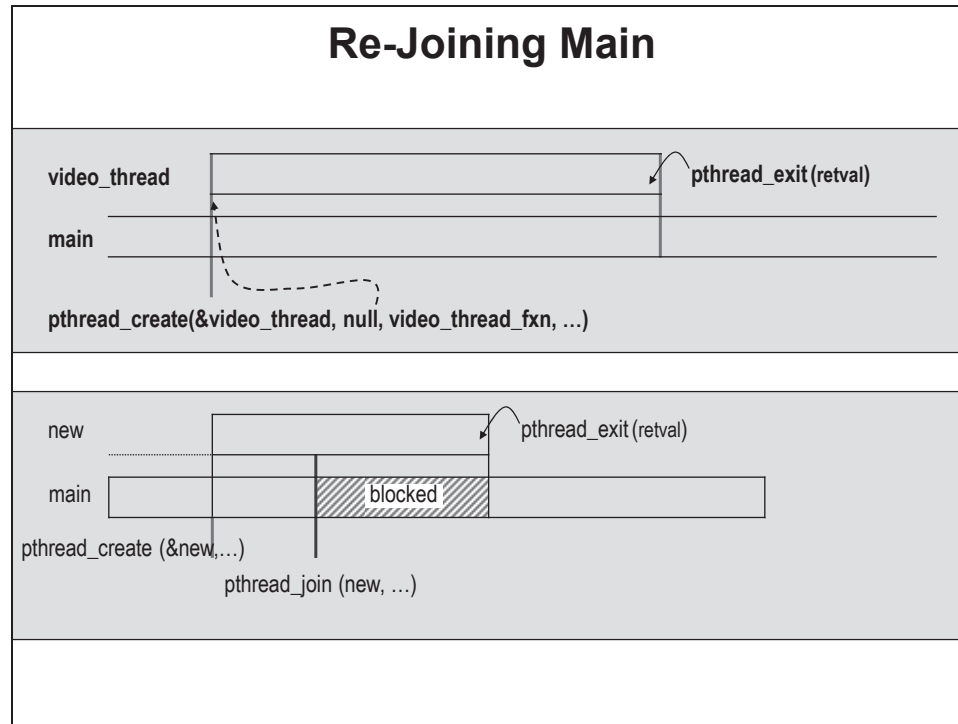 Re-Joining Main
video_thread
pthread_exit (retval)
main
pthread_create(&video_thread, null, video_thread_fxn, …)
new
pthread_exit (retval)
main
blocked
pthread_create (&new,…)
pthread_join (new, …)